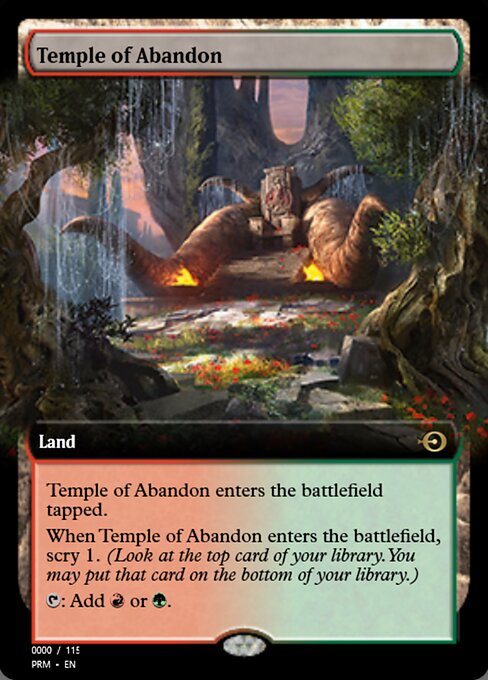 Temple of Abandon
Land
Temple of Abandon enters the battlefield
tapped.
When Temple of Abandon enters the battlefield,
scry 1. (Look at the top card of your library. You
may put that card on the bottom of your library.)
: Add or .
0000 / 115
PRM • EN